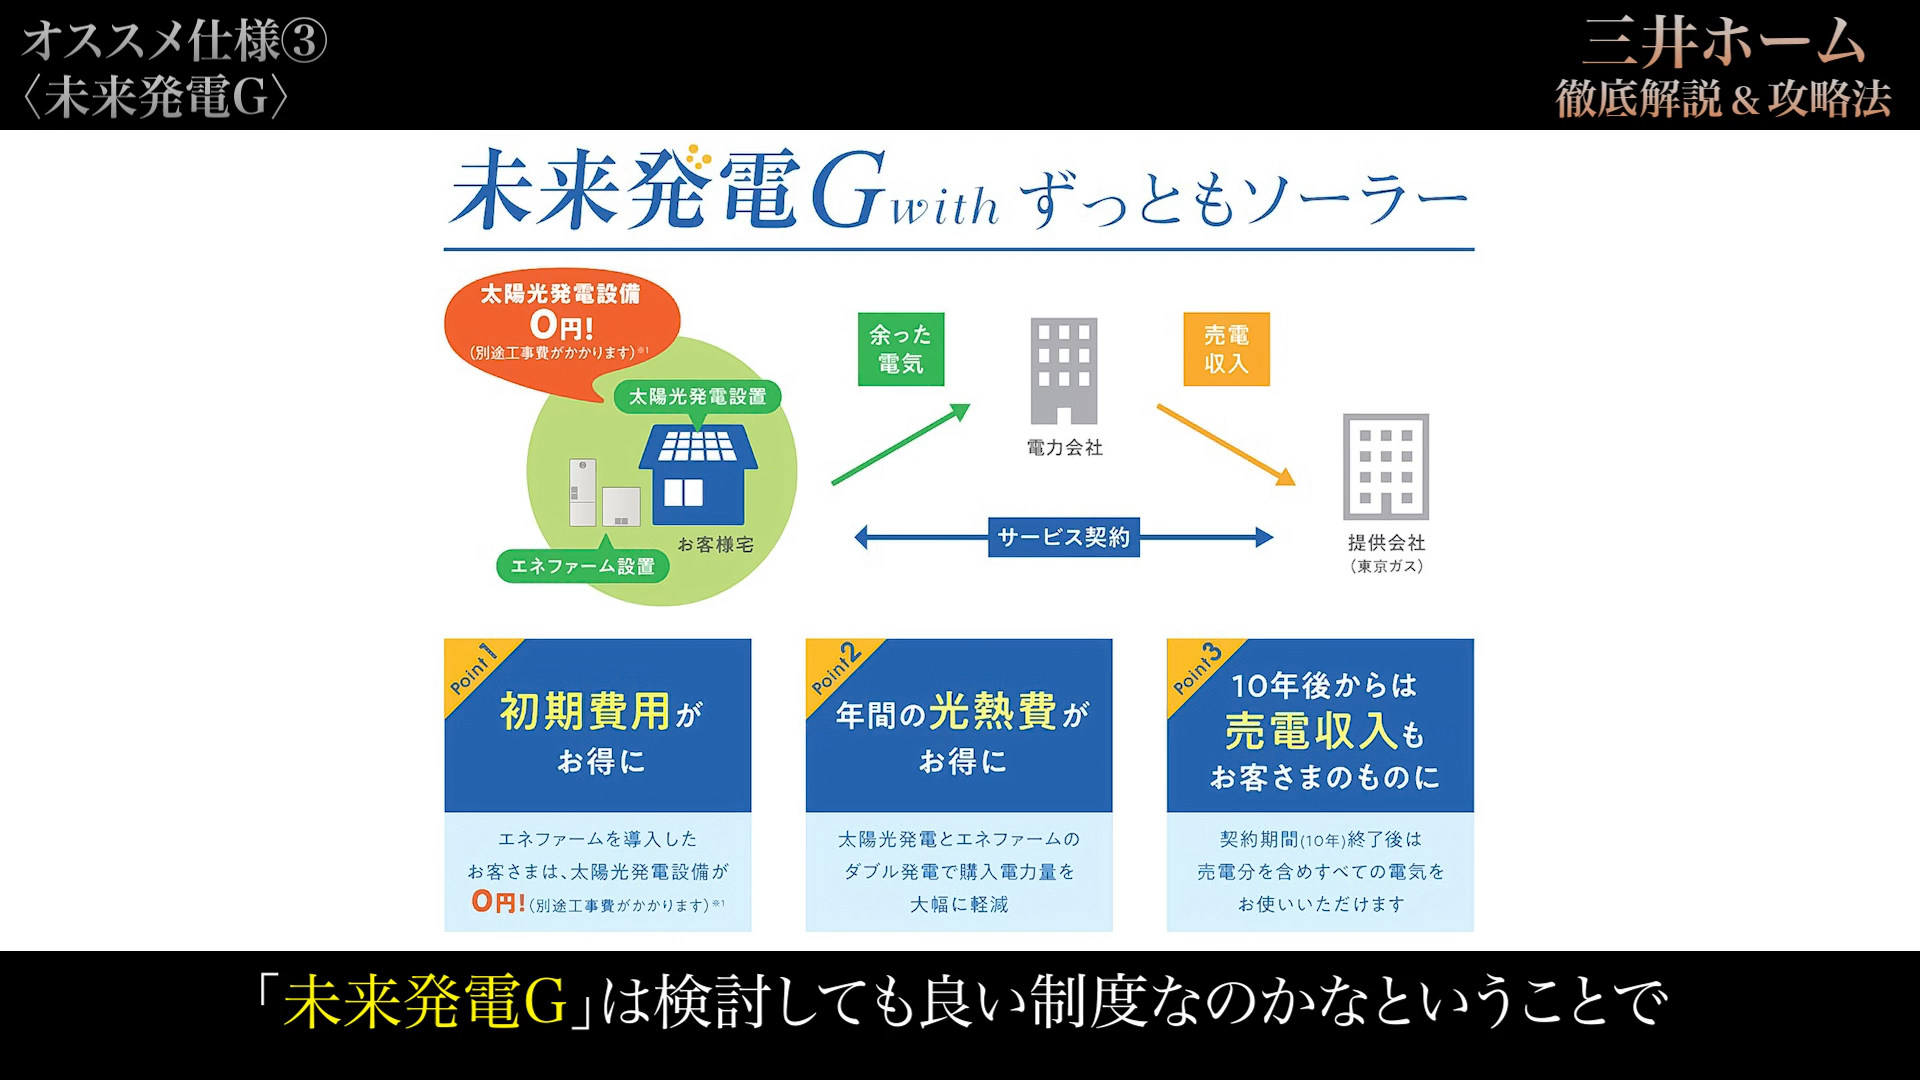 オススメ仕様③
〈未来発電G〉
三井ホーム
徹底解説&攻略法
未来発電G with ずっともソーラー
太陽光発電設備
0円!
(別途工事費がかかります)※1
太陽光発電設置
お客様宅
エネファーム設置
余った
電気
電力会社
売電
収入
サービス契約
提供会社
(東京ガス)
Point1
初期費用が
お得に
エネファームを導入した
お客さまは、太陽光発電設備が
0円!(別途工事費がかかります)※1
Point2
年間の光熱費が
お得に
太陽光発電とエネファームの
ダブル発電で購入電力量を
大幅に軽減
Point3
10年後からは
売電収入も
お客さまのものに
契約期間(10年)終了後は
売電分を含めすべての電気を
お使いいただけます
「未来発電G」は検討しても良い制度なのかなということで